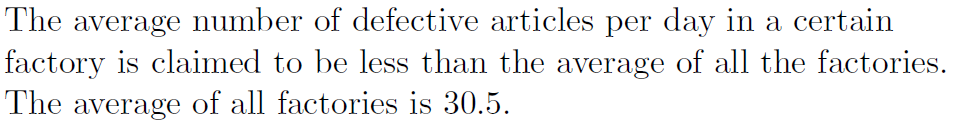 The average number of defective articles per day in a certain
factory is claimed to be less than the average of all the factories.
The average of all factories is 30.5.